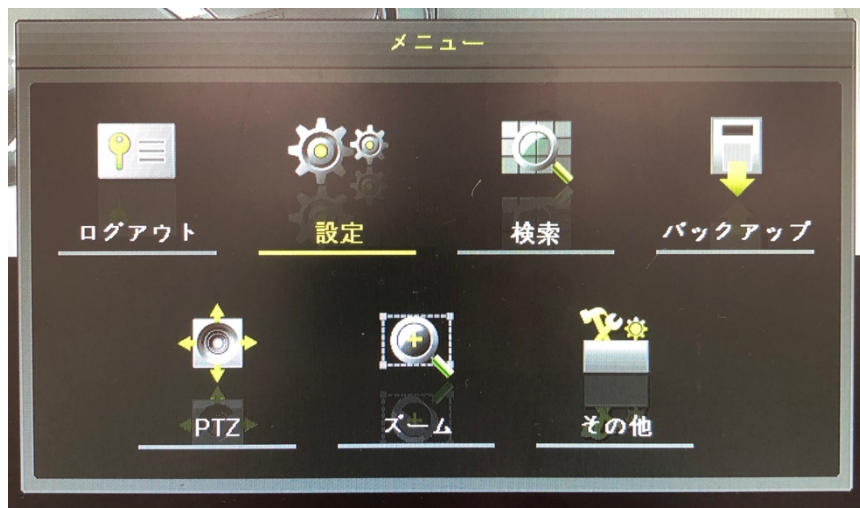 メニュー
ログアウト
設定
検索
バックアップ
PTZ
ズーム
その他